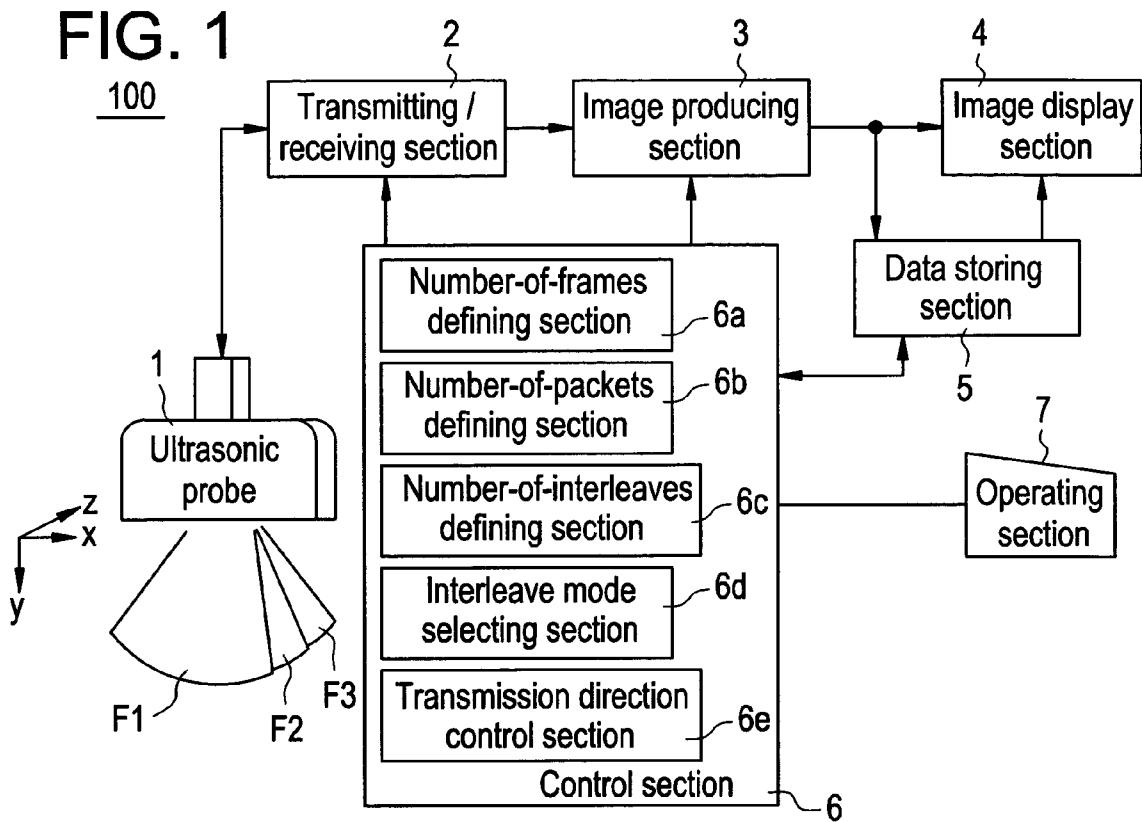 FIG. 1
100
2
3
4
Transmitting /
receiving section
Image producing
section
Image display
section
Data storing
section
5
Number-of-frames
defining section
6a
Number-of-packets
defining section
6b
Number-of-interleaves
defining section
6c
Interleave mode
selecting section
6d
Transmission direction
control section
6e
Control section
6
7
Operating
section
1
Ultrasonic
probe
z
x
y
F1
F2
F3